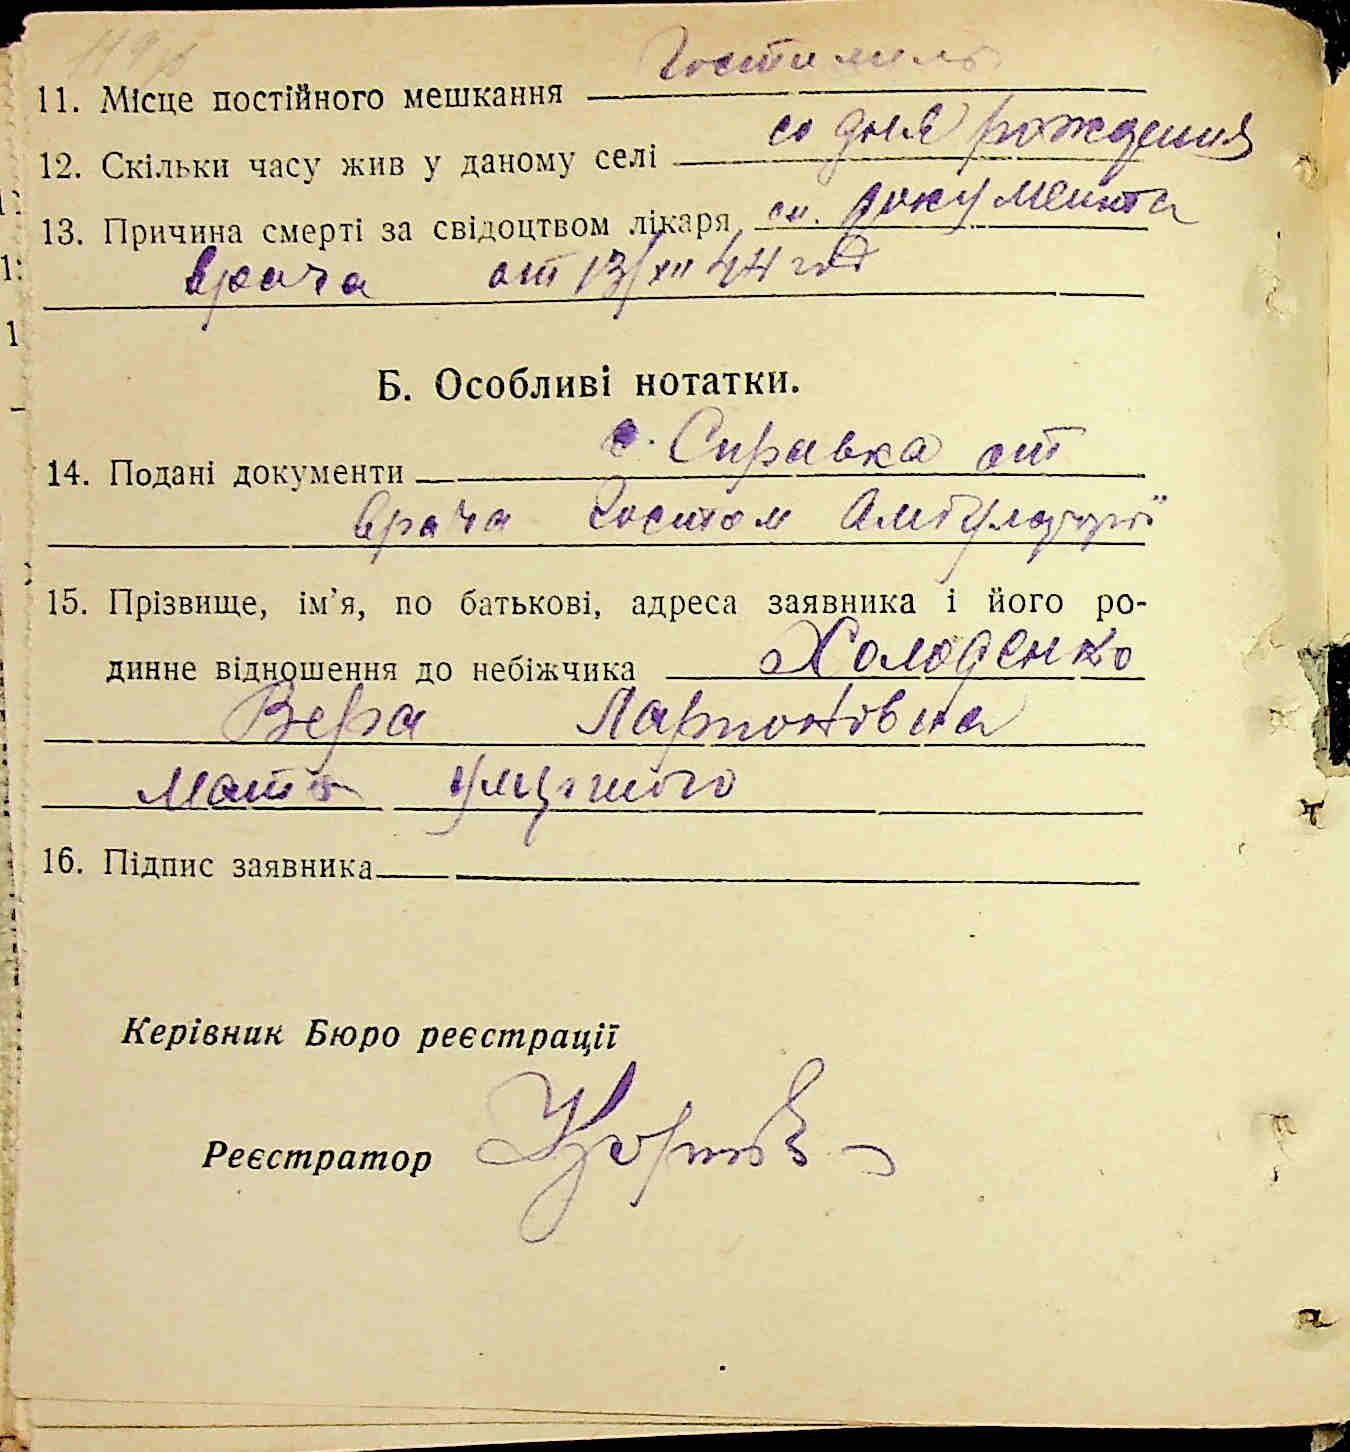 11. Місце постійного мешкання Гостомель
12. Скільки часу жив у даному селі со дня рождения
13. Причина смерті за свідоцтвом лікаря см. документа
врача от 13/XII 44 год
Б. Особливі нотатки.
14. Подані документи Справка от
врача Гостом Амбулаторії
15. Прізвище, ім’я, по батькові, адреса заявника і його ро-
динне відношення до небіжчика Холоденко
Вера Ларионовна
Мать умершого
16. Підпис заявника
Керівник Бюро реєстрації
Реєстратор